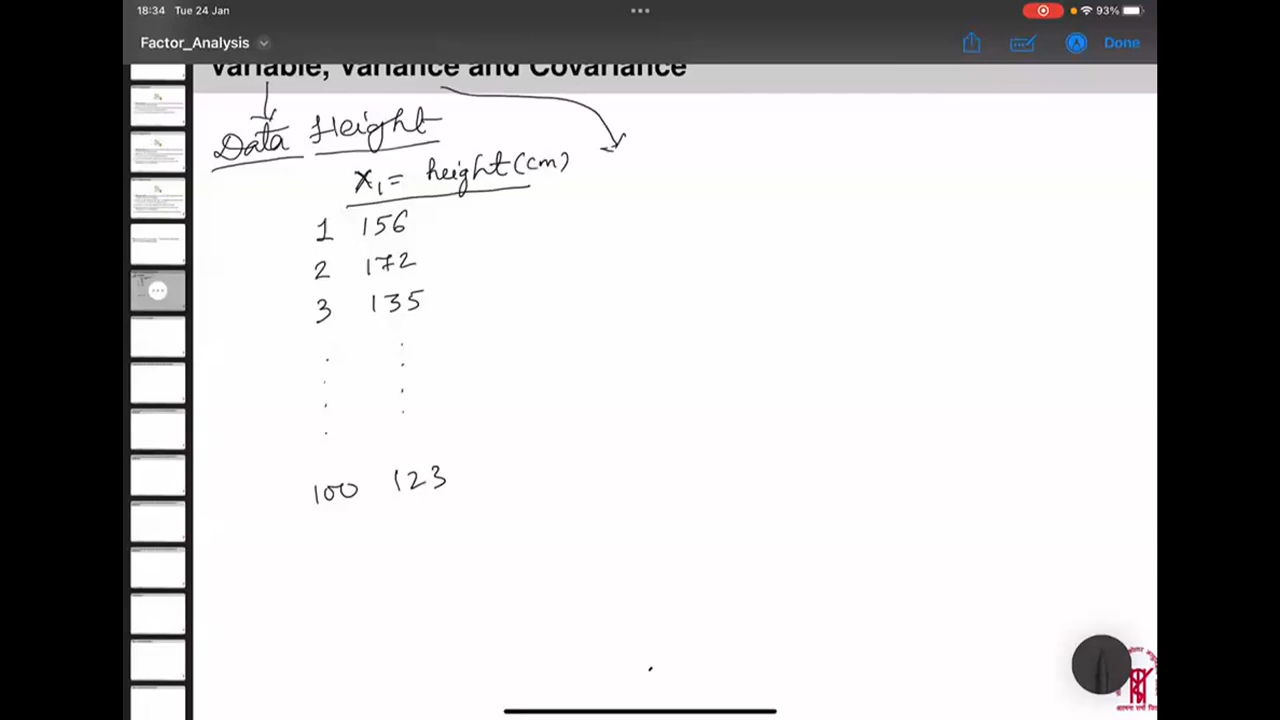 18:34 Tue 24 Jan
93%
Factor_Analysis
Done
Variable, Variance and Covariance
Data Height
x₁ = height(cm)
1 156
2 172
3 135
100 123